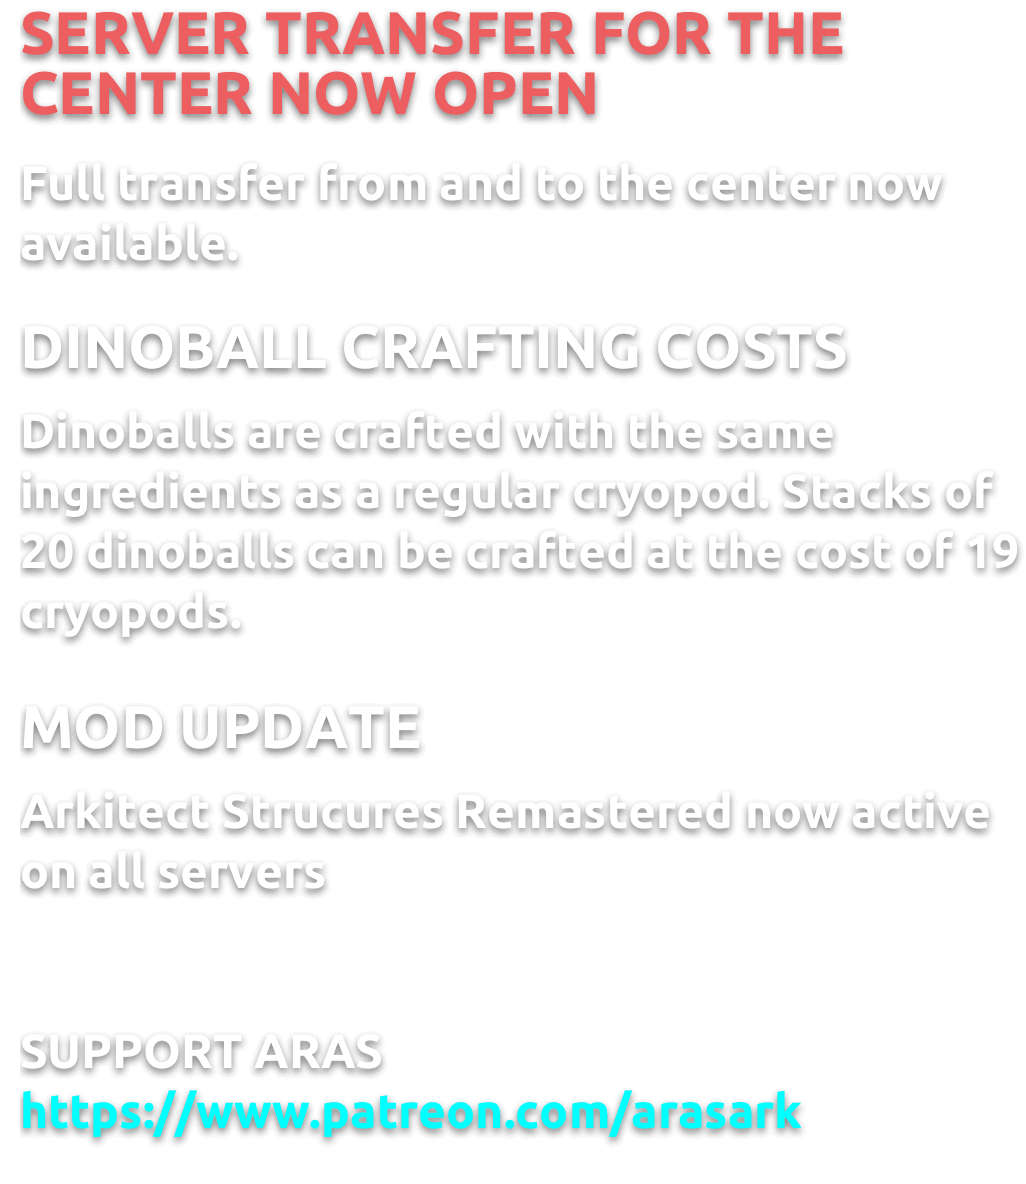 SERVER TRANSFER FOR THE
CENTER NOW OPEN
Full transfer from and to the center now
available.
DINOBALL CRAFTING COSTS
Dinoballs are crafted with the same
ingredients as a regular cryopod. Stacks of
20 dinoballs can be crafted at the cost of 19
cryopods.
MOD UPDATE
Arkitect Strucures Remastered now active
on all servers
SUPPORT ARAS
https://www.patreon.com/arasark